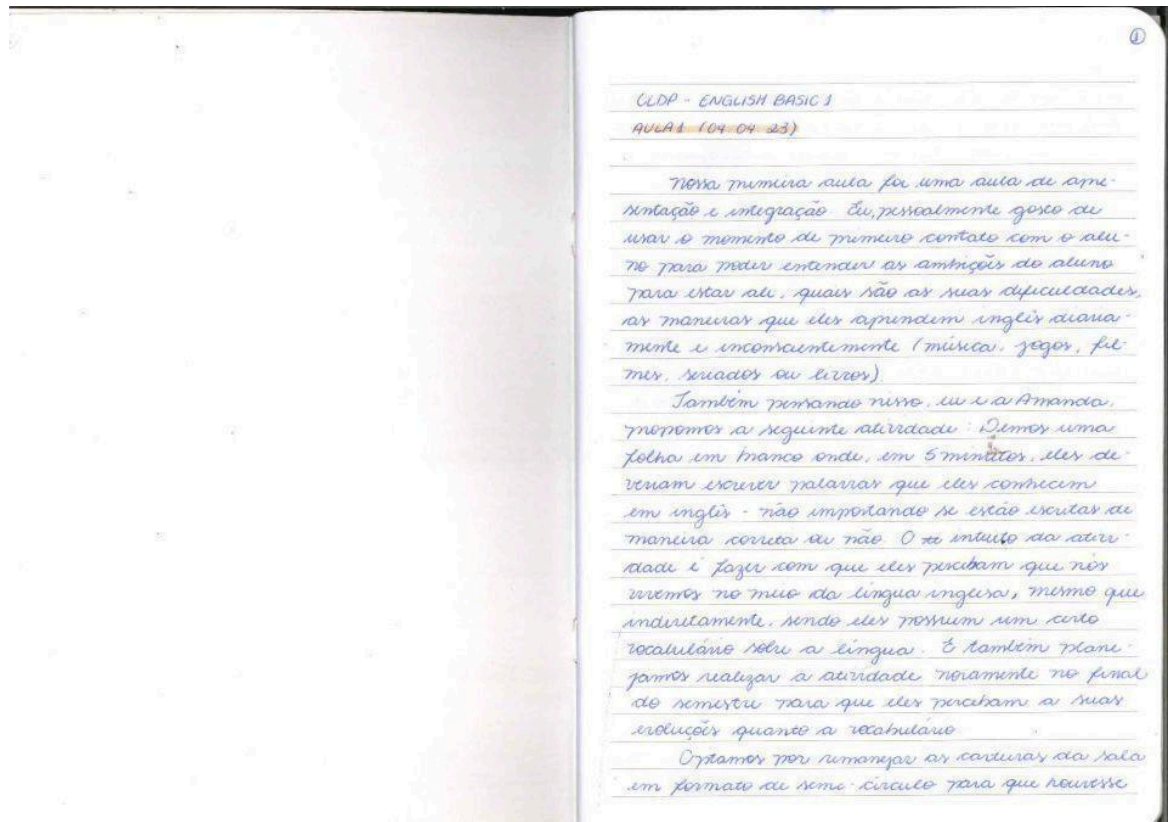 1
CLDP - ENGLISH BASIC 1
AULA 1 (04 04 23)
Nossa primeira aula foi uma aula de apre-
sentação e integração. Eu, pessoalmente gosto de
usar o momento de primeiro contato com o alu-
no para poder entender as ambições do aluno
para estar ali, quais são as suas dificuldades,
as maneiras que eles aprendem inglês diaria-
mente e inconscientemente (música, jogos, fil-
mes, seriados ou livros)
Também pensando nisso, eu e a Amanda,
propomos a seguinte atividade: Demos uma
folha em branco onde, em 5 minutos, eles de-
veriam escrever palavras que eles conhecem
em inglês - não importando se estão escritas de
maneira correta ou não. O intuito da ativi-
dade é fazer com que eles percebam que nós
vivemos no meio da língua inglesa, mesmo que
indiretamente, sendo eles possuem um certo
vocabulário sobre a língua. E também plane-
jamos realizar a atividade novamente no final
do semestre para que eles percebam a suas
evoluções quanto a vocabulário
Optamos por remanejar as carteiras da sala
em formato de semi-círculo para que houvesse